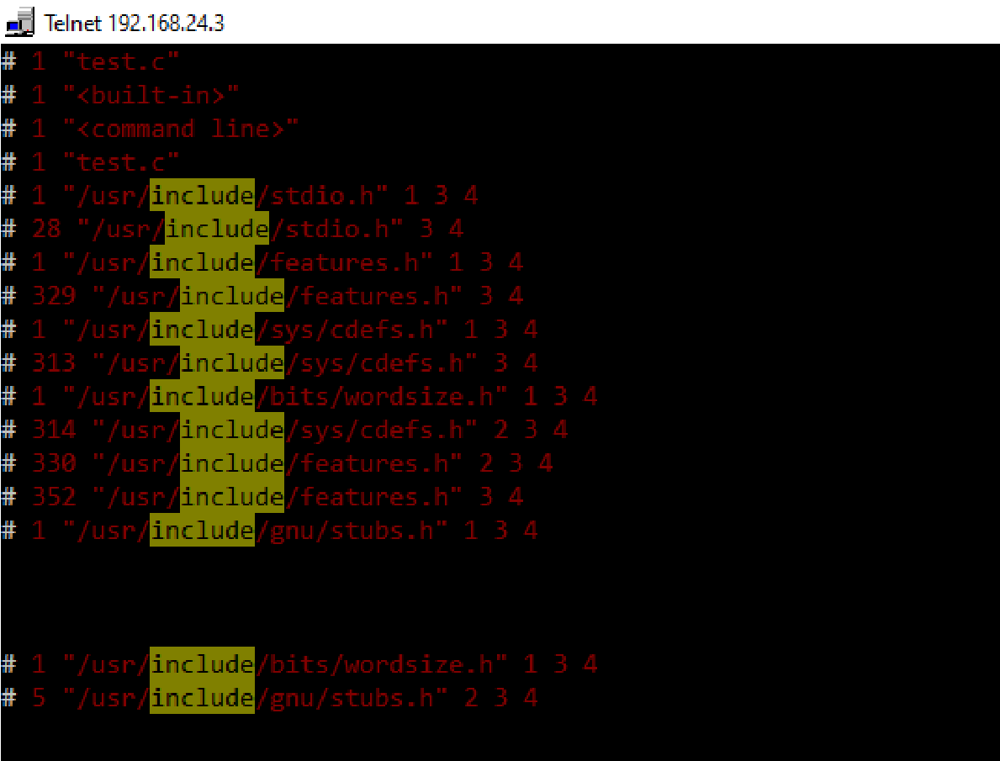 Telnet 192.168.24.3
# 1 "test.c"
# 1 "<built-in>"
# 1 "<command line>"
# 1 "test.c"
# 1 "/usr/include/stdio.h" 1 3 4
# 28 "/usr/include/stdio.h" 3 4
# 1 "/usr/include/features.h" 1 3 4
# 329 "/usr/include/features.h" 3 4
# 1 "/usr/include/sys/cdefs.h" 1 3 4
# 313 "/usr/include/sys/cdefs.h" 3 4
# 1 "/usr/include/bits/wordsize.h" 1 3 4
# 314 "/usr/include/sys/cdefs.h" 2 3 4
# 330 "/usr/include/features.h" 2 3 4
# 352 "/usr/include/features.h" 3 4
# 1 "/usr/include/gnu/stubs.h" 1 3 4
# 1 "/usr/include/bits/wordsize.h" 1 3 4
# 5 "/usr/include/gnu/stubs.h" 2 3 4